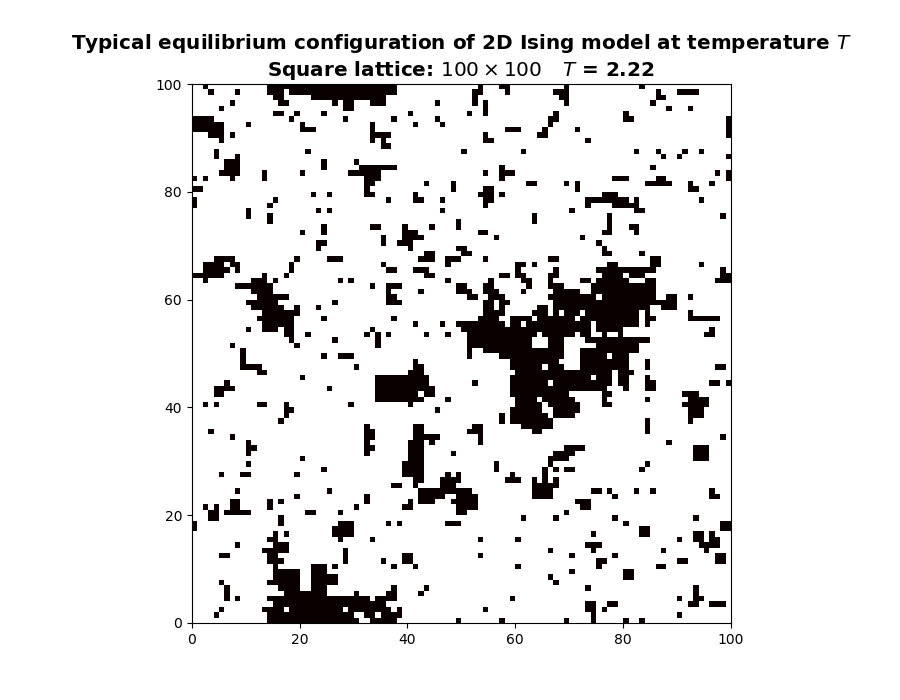 Typical equilibrium configuration of 2D Ising model at temperature T
Square lattice: 100 × 100 T = 2.22
100
80
60
40
20
0
0 20 40 60 80 100